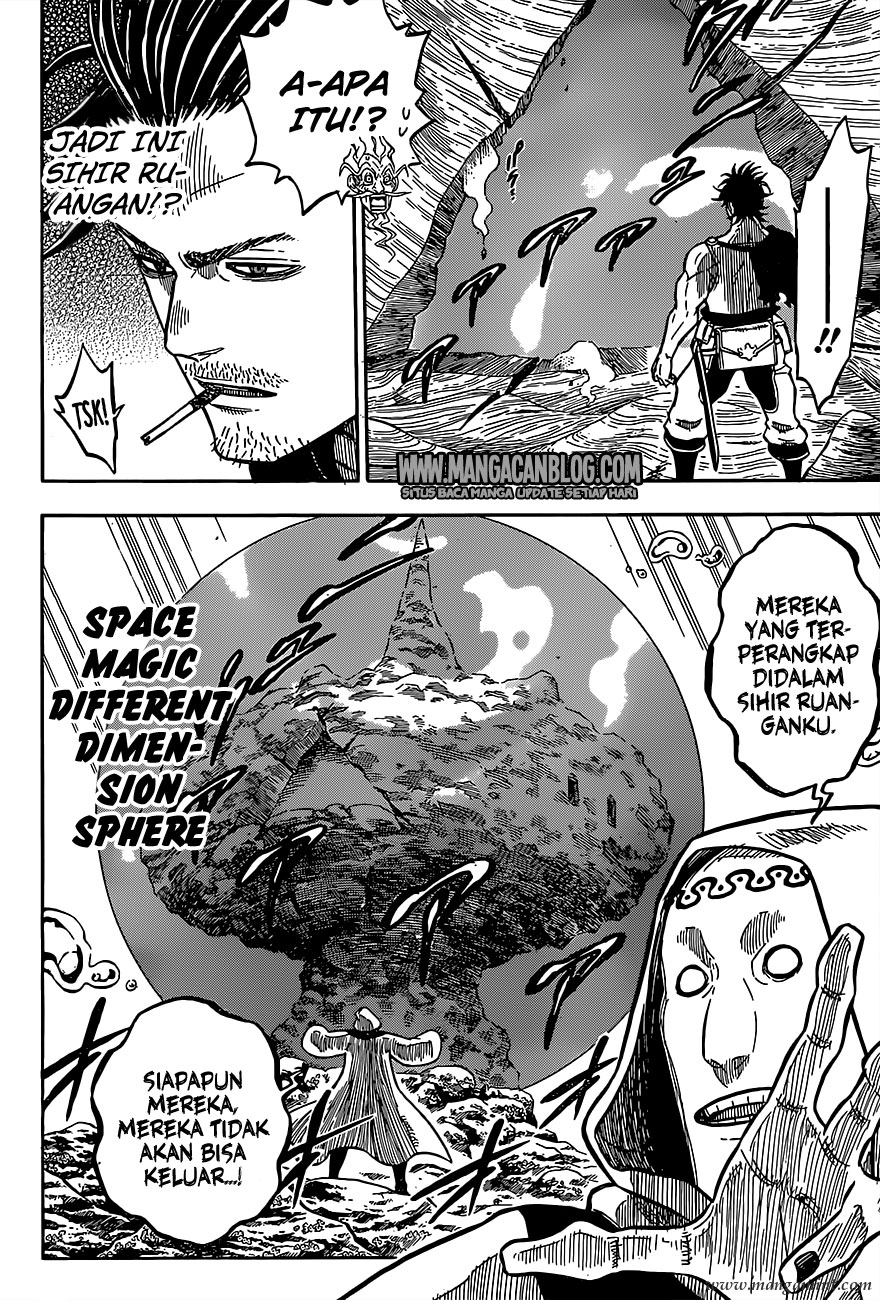 A-APA
ITU!?
JADI INI
SIHIR RU-
ANGAN!?
TSK!
!!
WWW.MANGACANBLOG.COM
SITUS BACA MANGA UPDATE SETIAP HARI
MEREKA
YANG TER-
PERANGKAP
DIDALAM
SIHIR RUAN-
GANKU.
SPACE
MAGIC
DIFFERENT
DIMEN-
SION
SPHERE
SIAPAPUN
MEREKA,
MEREKA TIDAK
AKAN BISA
KELUAR...!